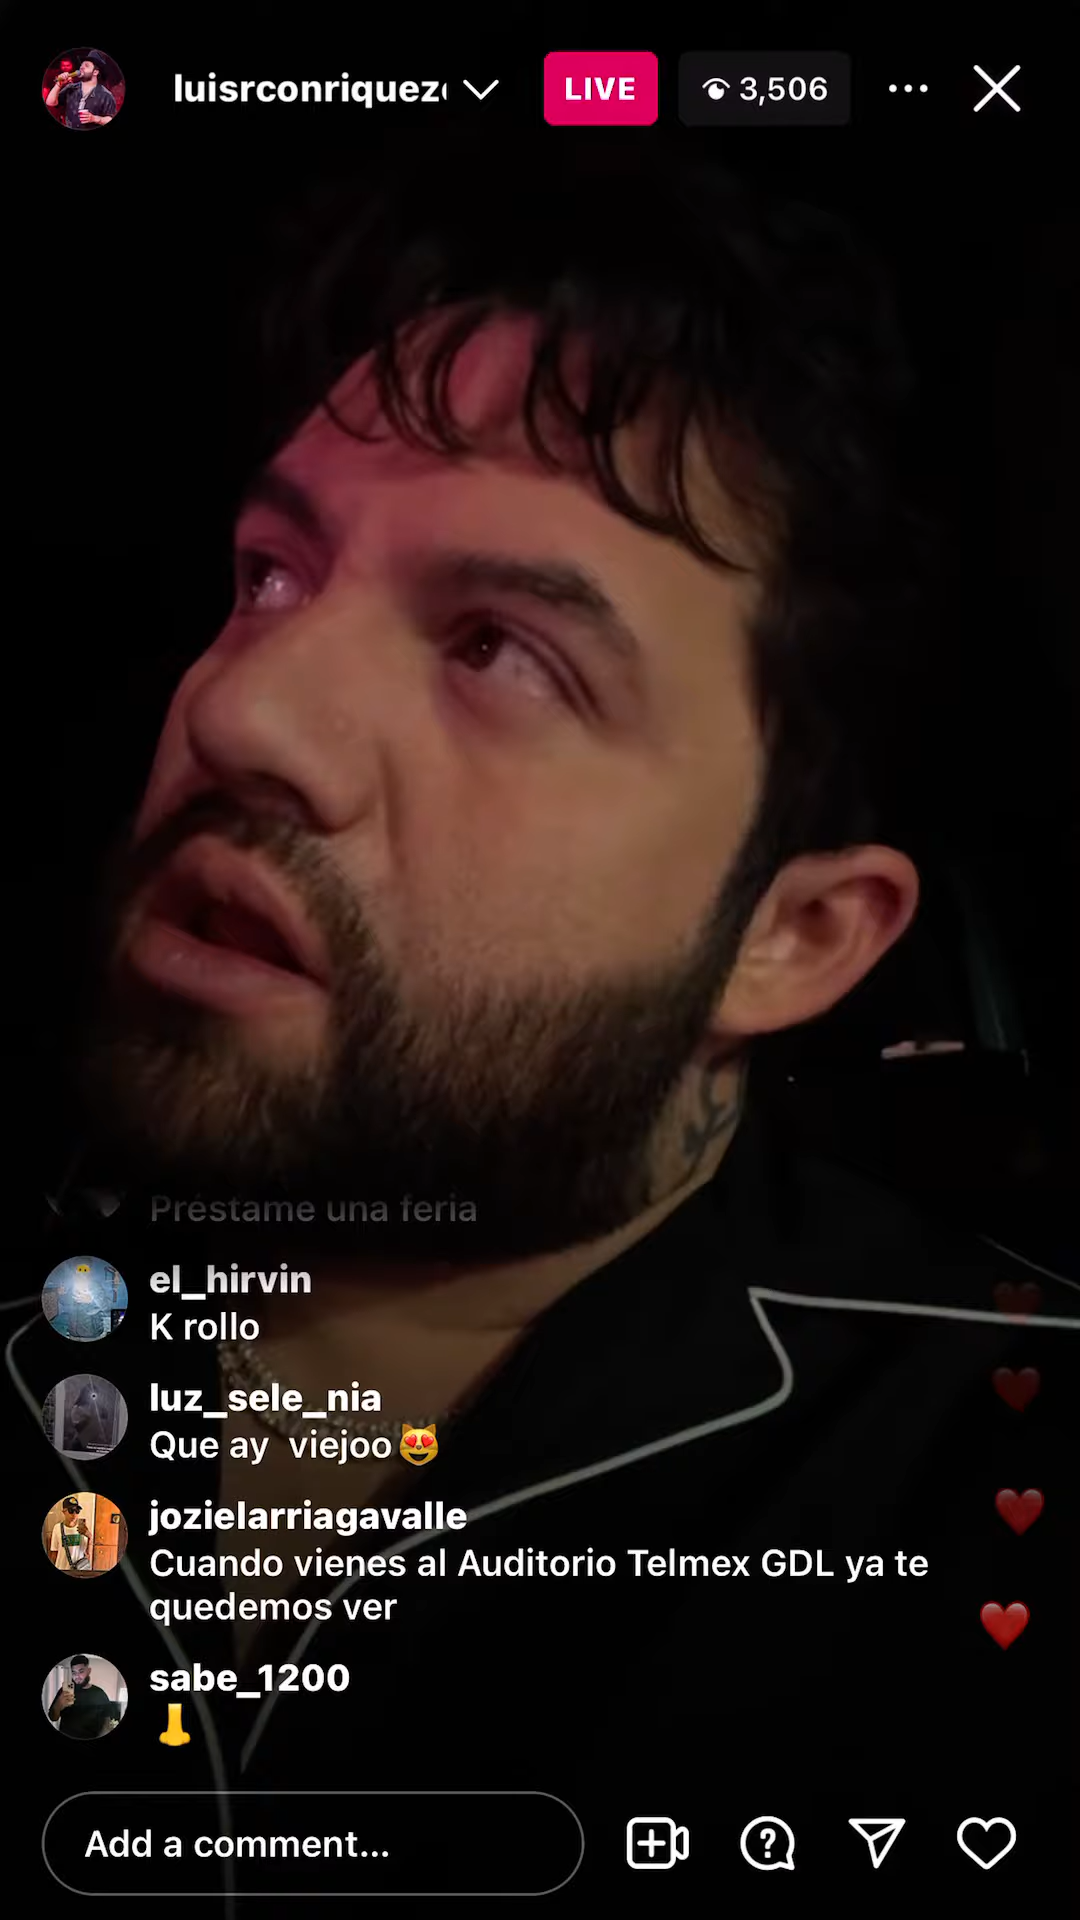 luisrconriquez
LIVE
3,506
Préstame una feria
el_hirvin
K rollo
luz_sele_nia
Que ay viejoo😻
jozielarriagavalle
Cuando vienes al Auditorio Telmex GDL ya te
quedemos ver
sabe_1200
👃
Add a comment...